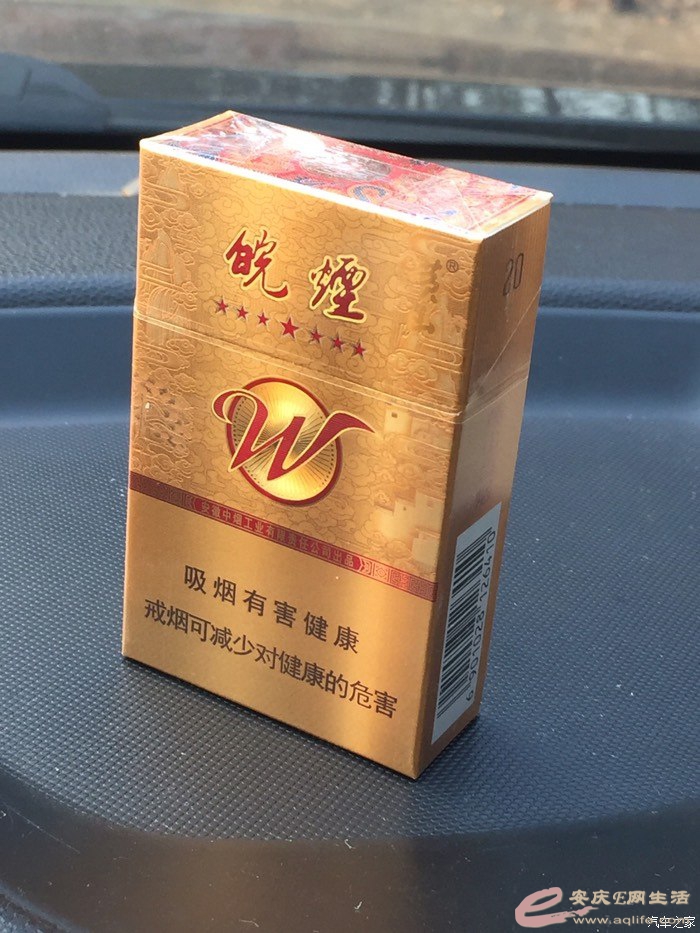 皖煙
®
20
W
安徽中烟工业有限责任公司出品
吸烟有害健康
戒烟可减少对健康的危害
安庆E网生活
www.aqlife.com
汽车之家